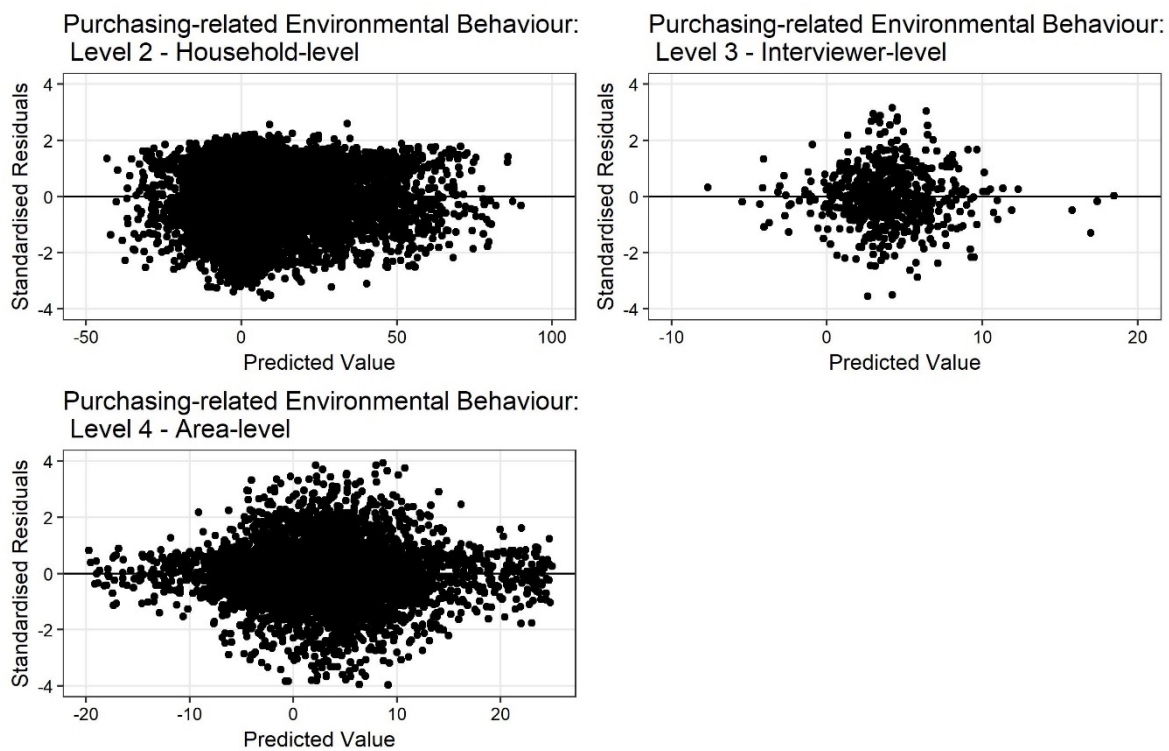 Purchasing-related Environmental Behaviour:
Level 2 - Household-level
Standardised Residuals
4
2
0
-2
-4
-50
0
50
100
Predicted Value
Purchasing-related Environmental Behaviour:
Level 3 - Interviewer-level
Standardised Residuals
4
2
0
-2
-4
-10
0
10
20
Predicted Value
Purchasing-related Environmental Behaviour:
Level 4 - Area-level
Standardised Residuals
4
2
0
-2
-4
-20
-10
0
10
20
Predicted Value